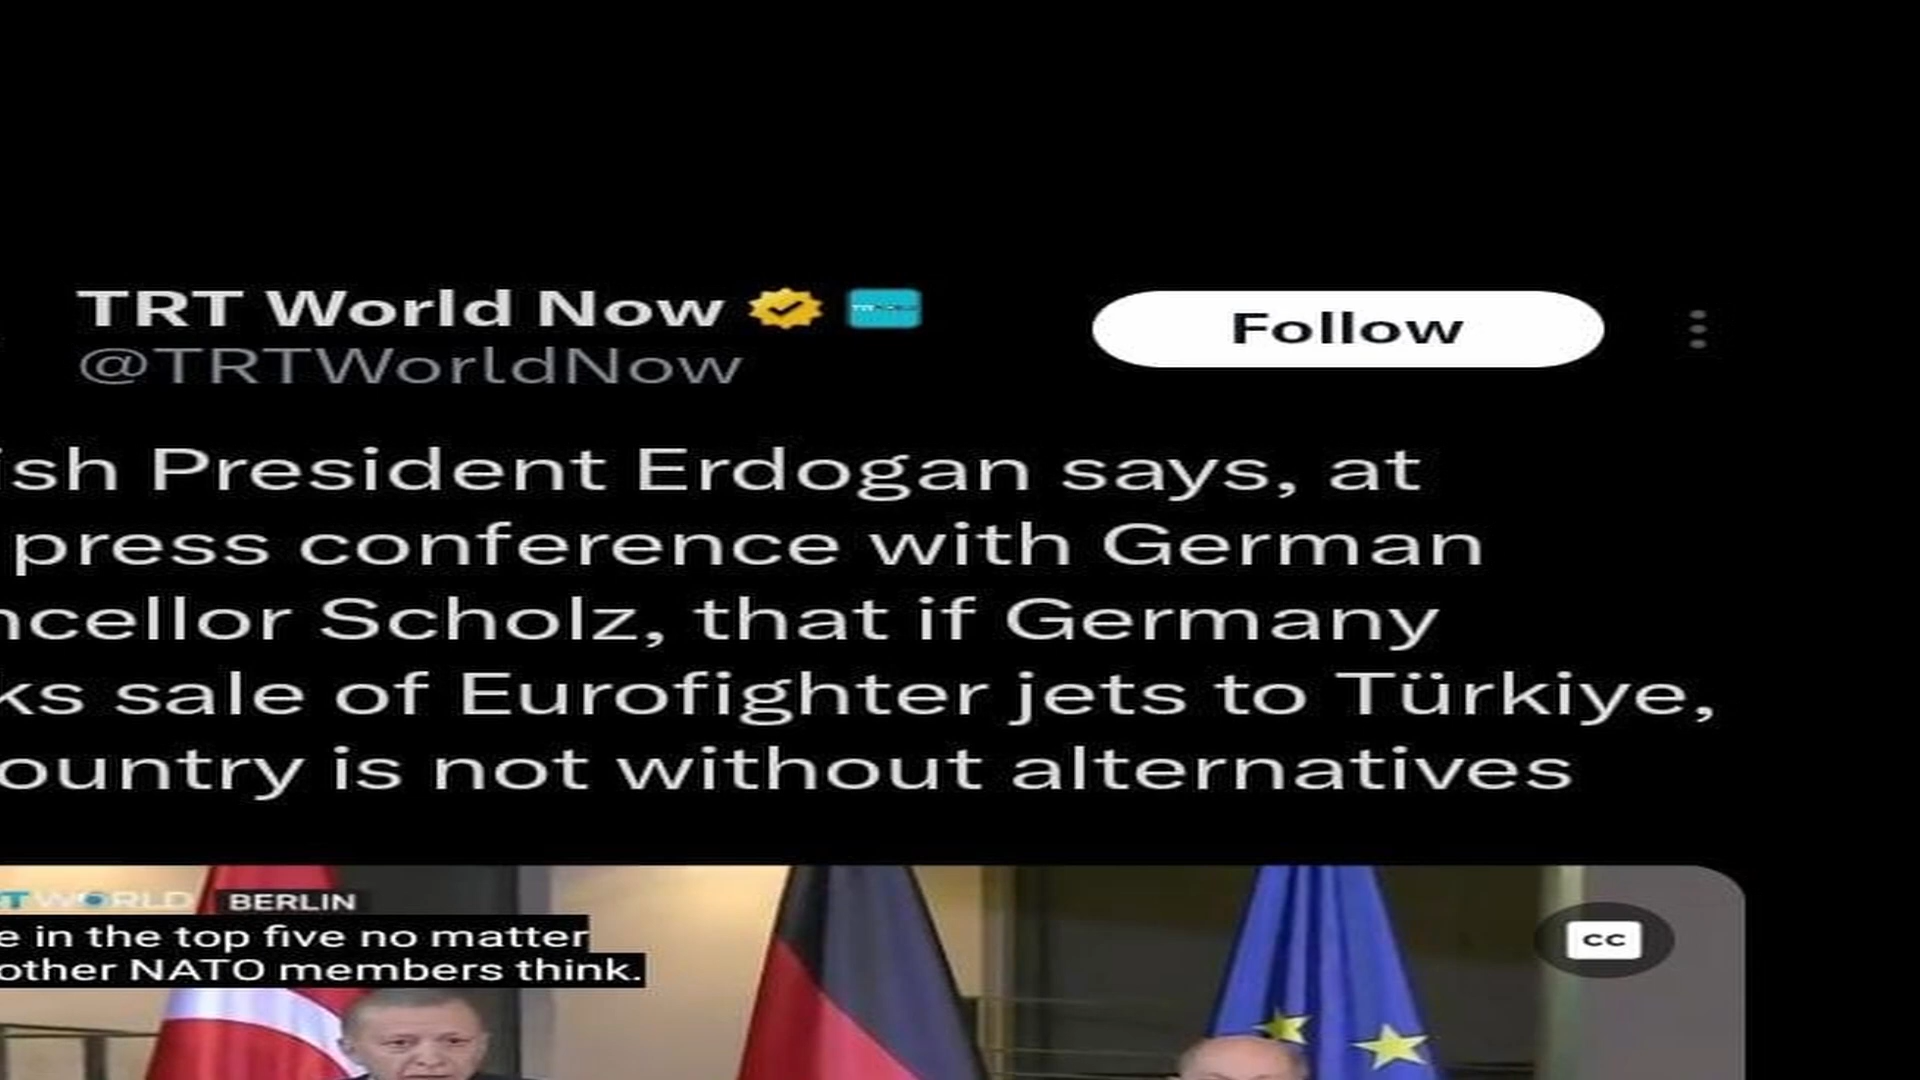 TRT World Now
@TRTWorldNow
Follow
ish President Erdogan says, at
press conference with German
ncellor Scholz, that if Germany
ks sale of Eurofighter jets to Türkiye,
ountry is not without alternatives
T WORLD BERLIN
e in the top five no matter
other NATO members think.
CC